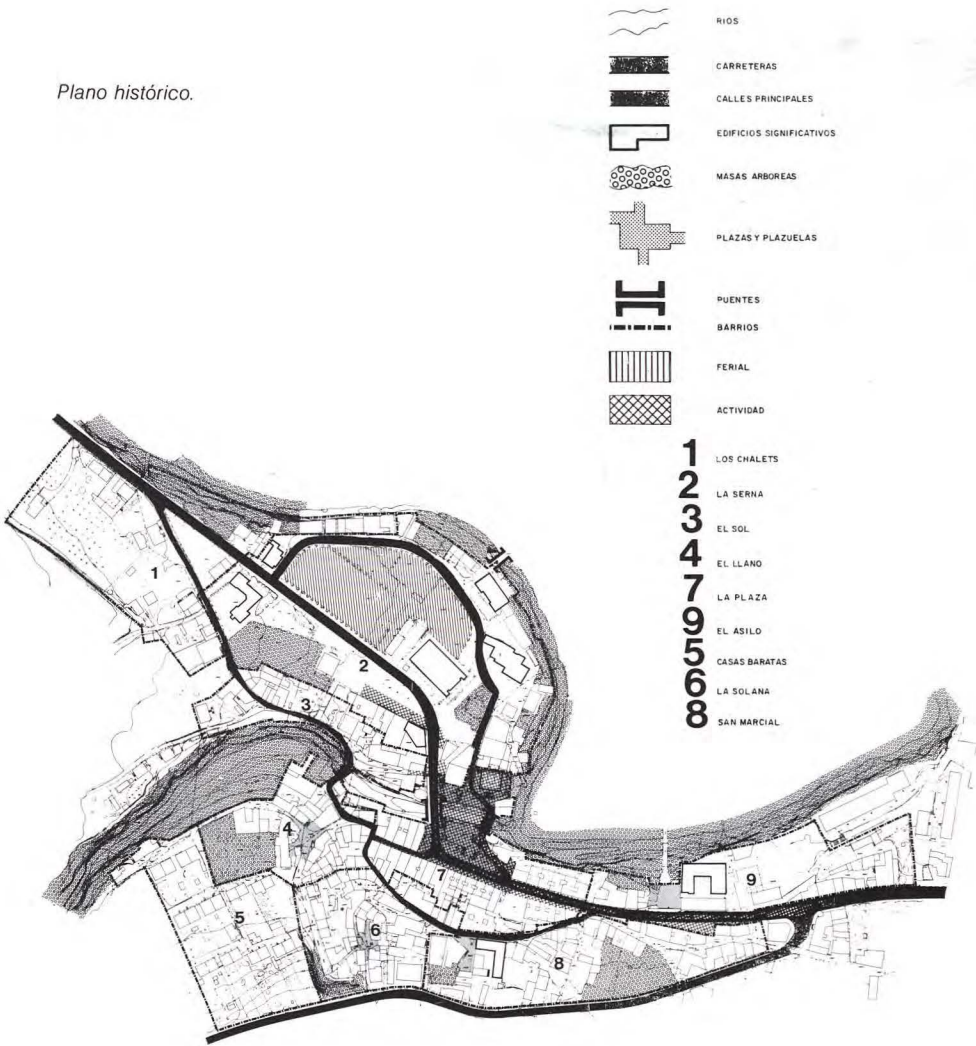 Plano histórico.
RIOS
CARRETERAS
CALLES PRINCIPALES
EDIFICIOS SIGNIFICATIVOS
MASAS ARBOREAS
PLAZAS Y PLAZUELAS
PUENTES
BARRIOS
FERIAL
ACTIVIDAD
1 LOS CHALETS
2 LA SERNA
3 EL SOL
4 EL LLANO
7 LA PLAZA
9 EL ASILO
5 CASAS BARATAS
6 LA SOLANA
8 SAN MARCIAL
1
2
3
4
7
9
5
6
8